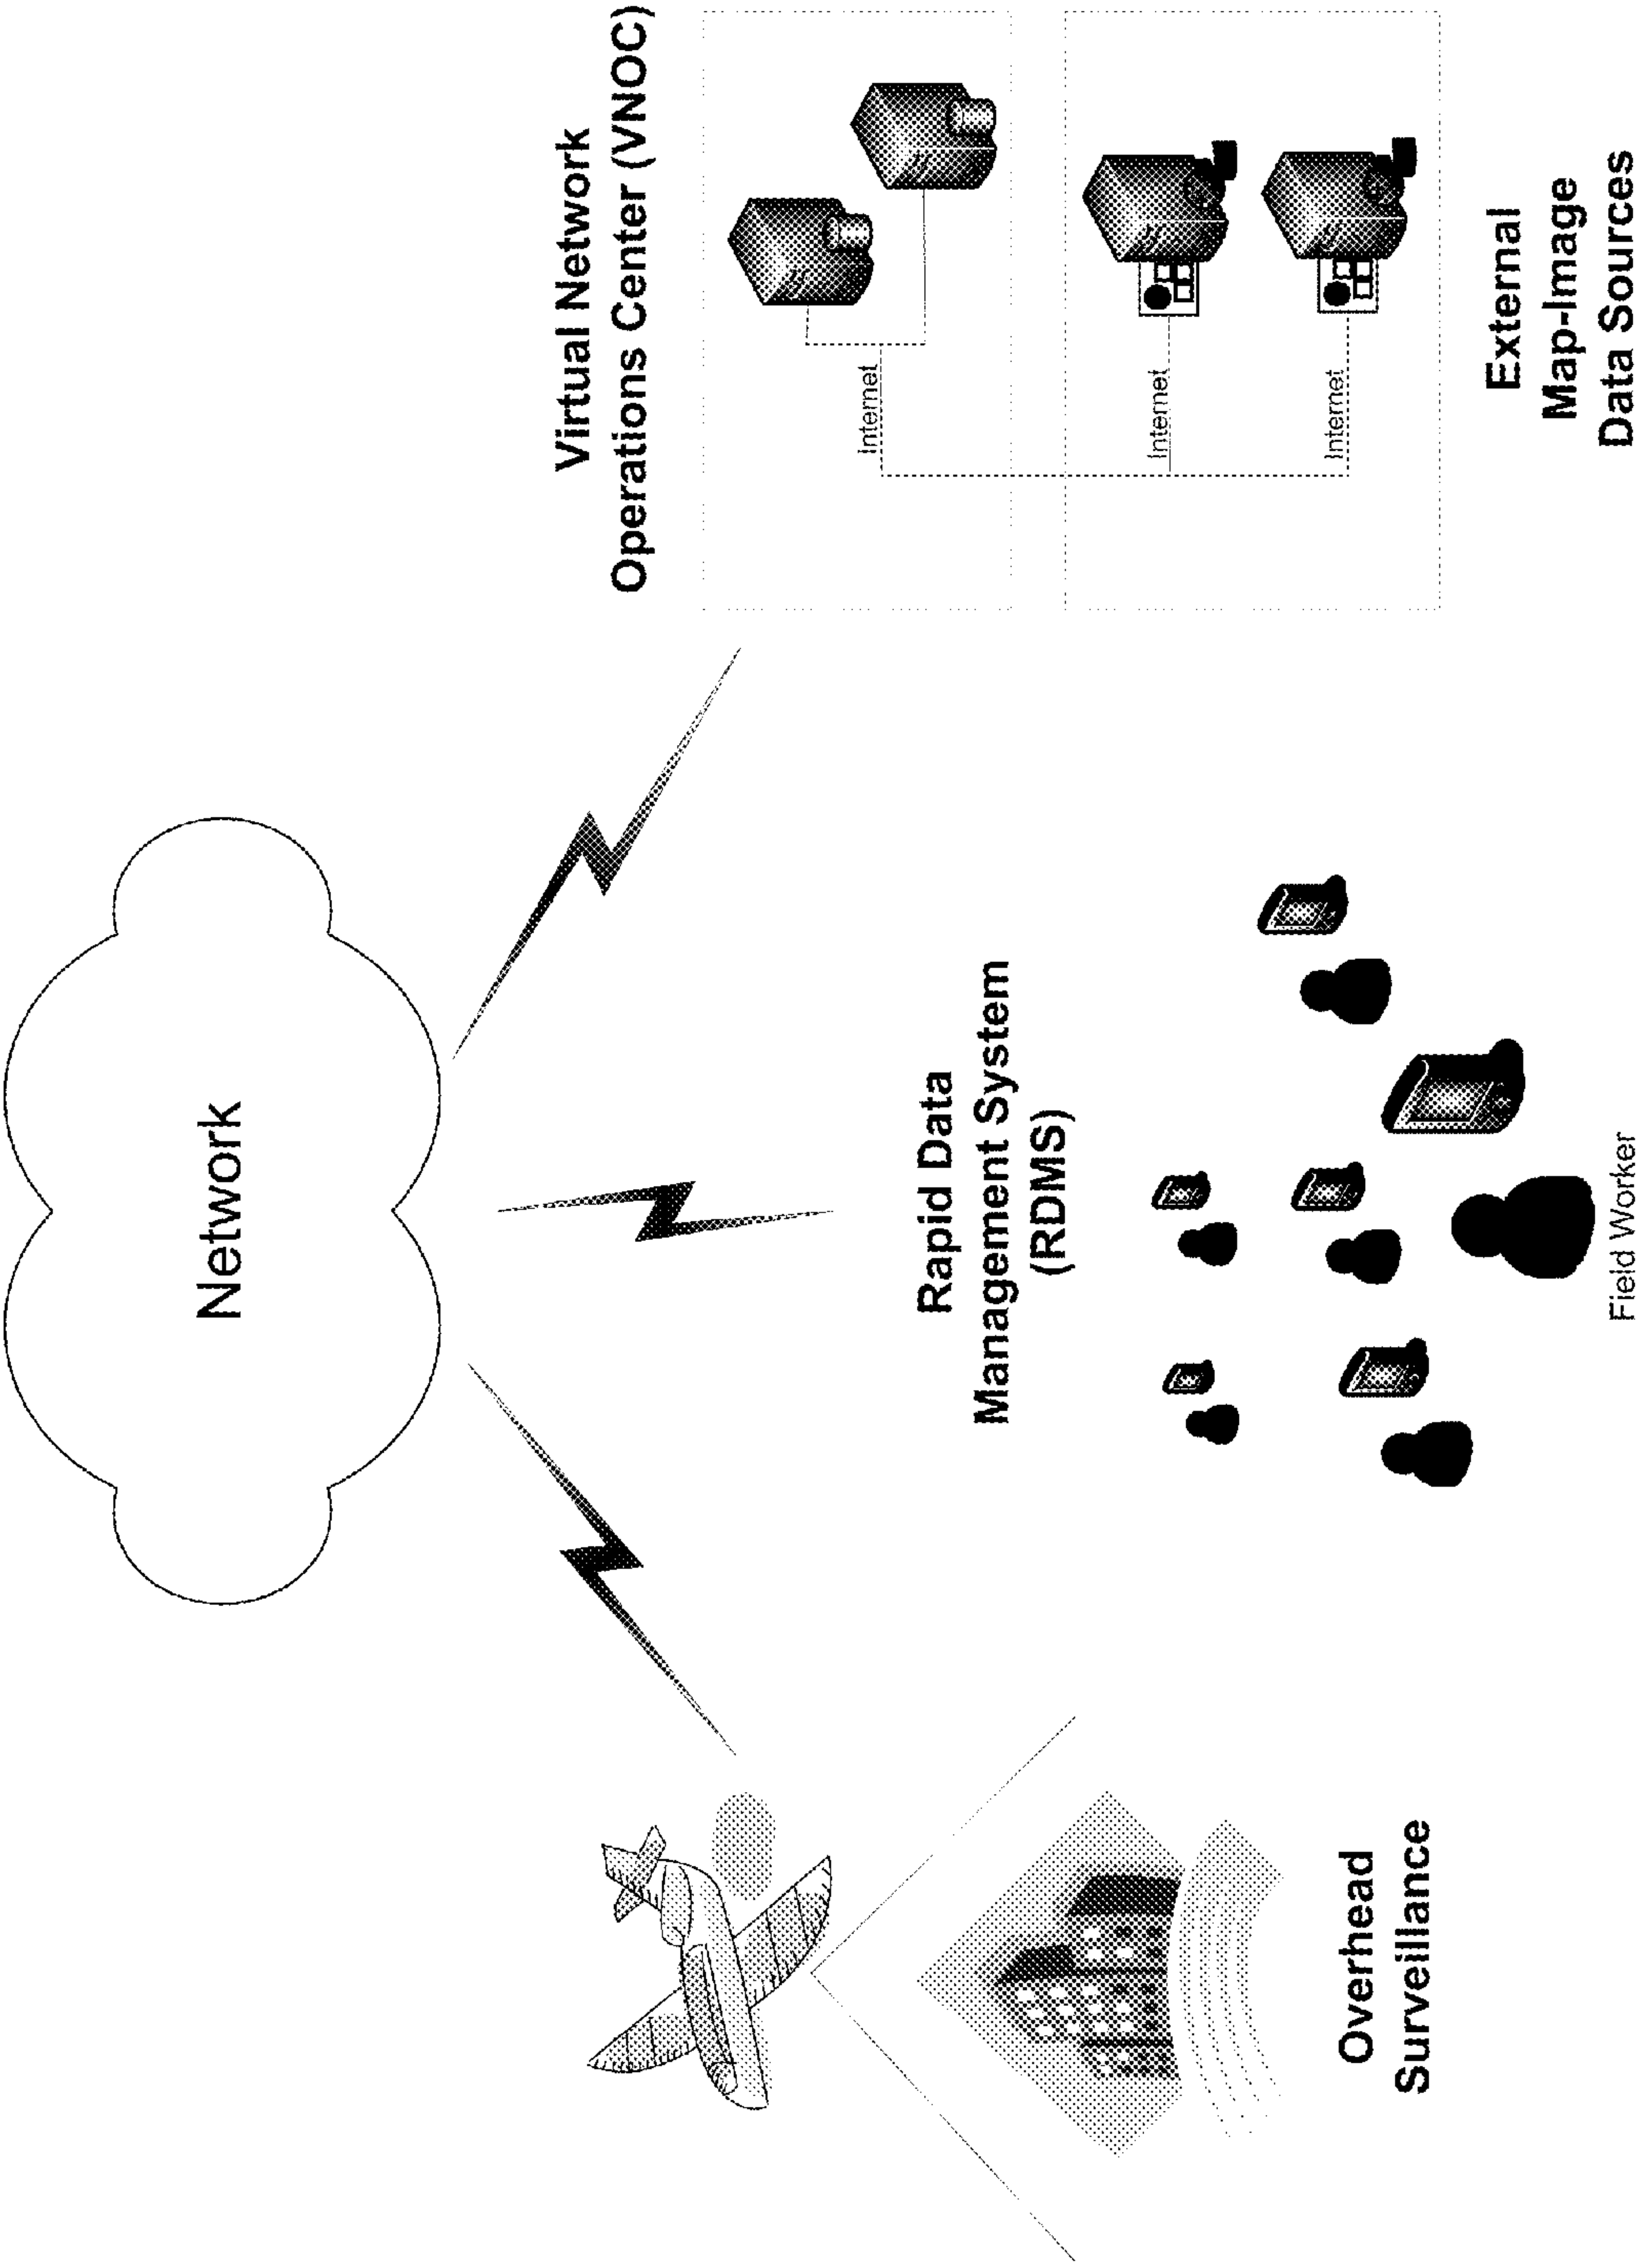 Network
Virtual Network
Operations Center (VNOC)
Internet
Internet
Internet
External
Map-Image
Data Sources
Rapid Data
Management System
(RDMS)
Field Worker
Overhead
Surveillance